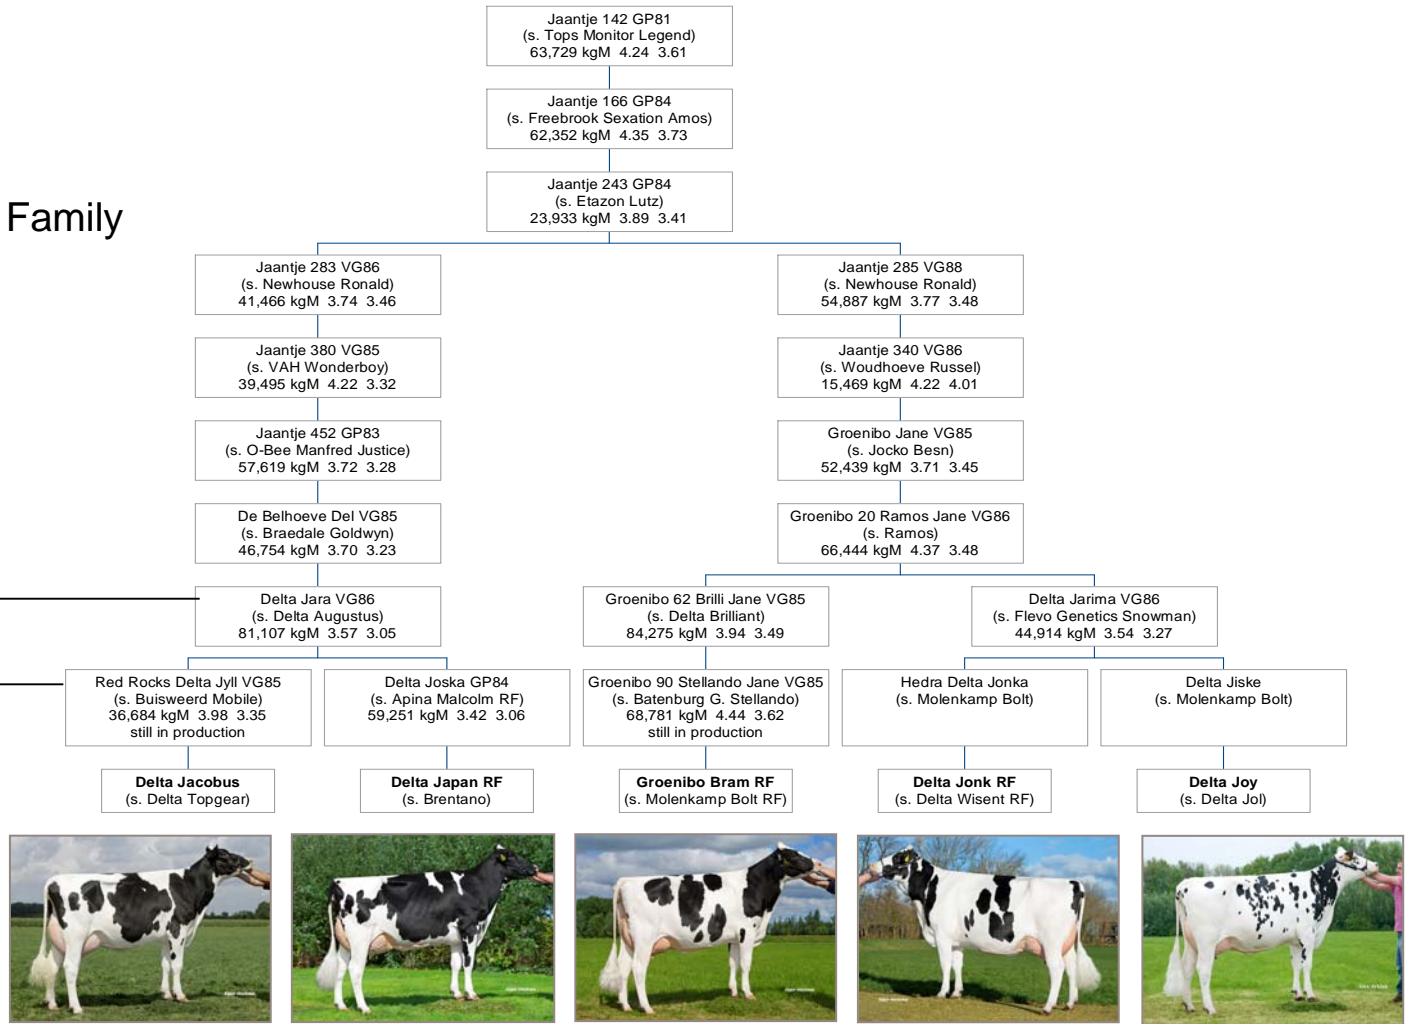 Jaantje 142 GP81
(s. Tops Monitor Legend)
63,729 kgM 4.24 3.61
Jaantje 166 GP84
(s. Freebrook Sexation Amos)
62,352 kgM 4.35 3.73
Jaantje 243 GP84
(s. Etazon Lutz)
23,933 kgM 3.89 3.41
Family
Jaantje 283 VG86
(s. Newhouse Ronald)
41,466 kgM 3.74 3.46
Jaantje 285 VG88
(s. Newhouse Ronald)
54,887 kgM 3.77 3.48
Jaantje 380 VG85
(s. VAH Wonderboy)
39,495 kgM 4.22 3.32
Jaantje 340 VG86
(s. Woudhoeve Russel)
15,469 kgM 4.22 4.01
Jaantje 452 GP83
(s. O-Bee Manfred Justice)
57,619 kgM 3.72 3.28
Groenibo Jane VG85
(s. Jocko Besn)
52,439 kgM 3.71 3.45
De Belhoeve Del VG85
(s. Braedale Goldwyn)
46,754 kgM 3.70 3.23
Groenibo 20 Ramos Jane VG86
(s. Ramos)
66,444 kgM 4.37 3.48
Delta Jara VG86
(s. Delta Augustus)
81,107 kgM 3.57 3.05
Groenibo 62 Brilli Jane VG85
(s. Delta Brilliant)
84,275 kgM 3.94 3.49
Delta Jarima VG86
(s. Flevo Genetics Snowman)
44,914 kgM 3.54 3.27
Red Rocks Delta Jyll VG85
(s. Buisweerd Mobile)
36,684 kgM 3.98 3.35
still in production
Delta Joska GP84
(s. Apina Malcolm RF)
59,251 kgM 3.42 3.06
Groenibo 90 Stellando Jane VG85
(s. Batenburg G. Stellando)
68,781 kgM 4.44 3.62
still in production
Hedra Delta Jonka
(s. Molenkamp Bolt)
Delta Jiske
(s. Molenkamp Bolt)
Delta Jacobus
(s. Delta Topgear)
Delta Japan RF
(s. Brentano)
Groenibo Bram RF
(s. Molenkamp Bolt RF)
Delta Jonk RF
(s. Delta Wisent RF)
Delta Joy
(s. Delta Jol)